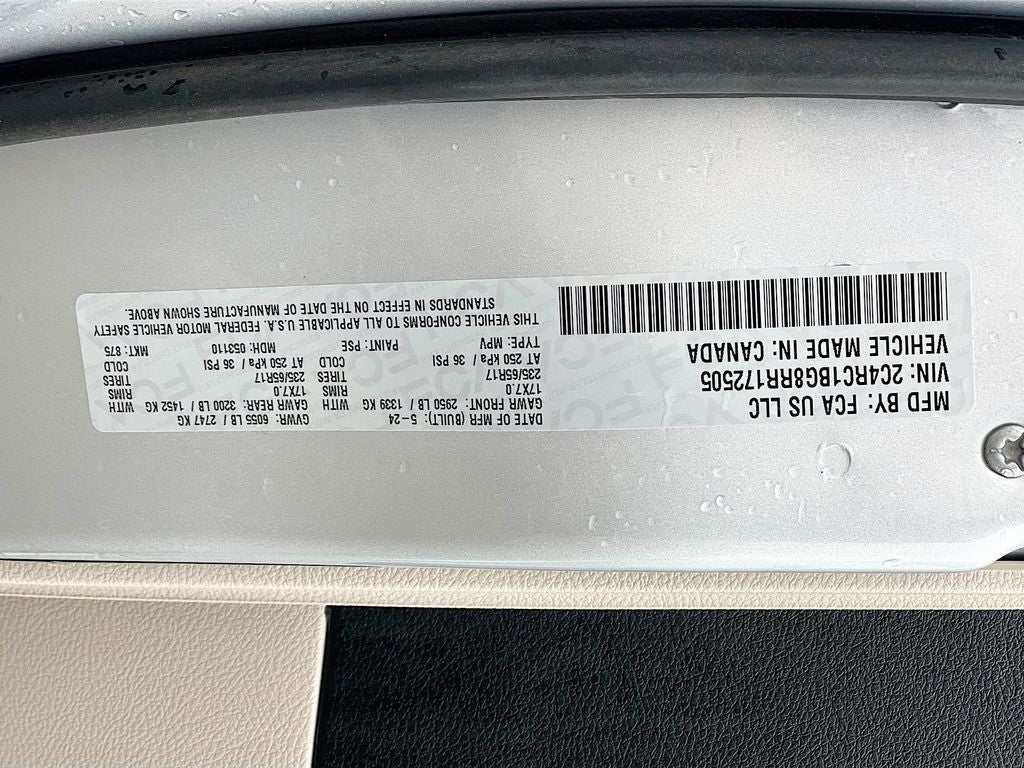 MFD BY: FCA US LLC
VIN: 2C4RC1BG8RR172505
VEHICLE MADE IN: CANADA
DATE OF MFR (BUILT): 5-24 GVWR: 6055 LB / 2747 KG
GAWR FRONT: 2950 LB / 1339 KG WITH GAWR REAR: 3200 LB / 1452 KG WITH
17X7.0 RIMS 17X7.0 RIMS
235/65R17 TIRES 235/65R17 TIRES
AT 250 kPa / 36 PSI COLD AT 250 kPa / 36 PSI COLD
TYPE: MPV PAINT: PSE MDH: 053110 MKT: 875
THIS VEHICLE CONFORMS TO ALL APPLICABLE U.S.A. FEDERAL MOTOR VEHICLE SAFETY
STANDARDS IN EFFECT ON THE DATE OF MANUFACTURE SHOWN ABOVE.